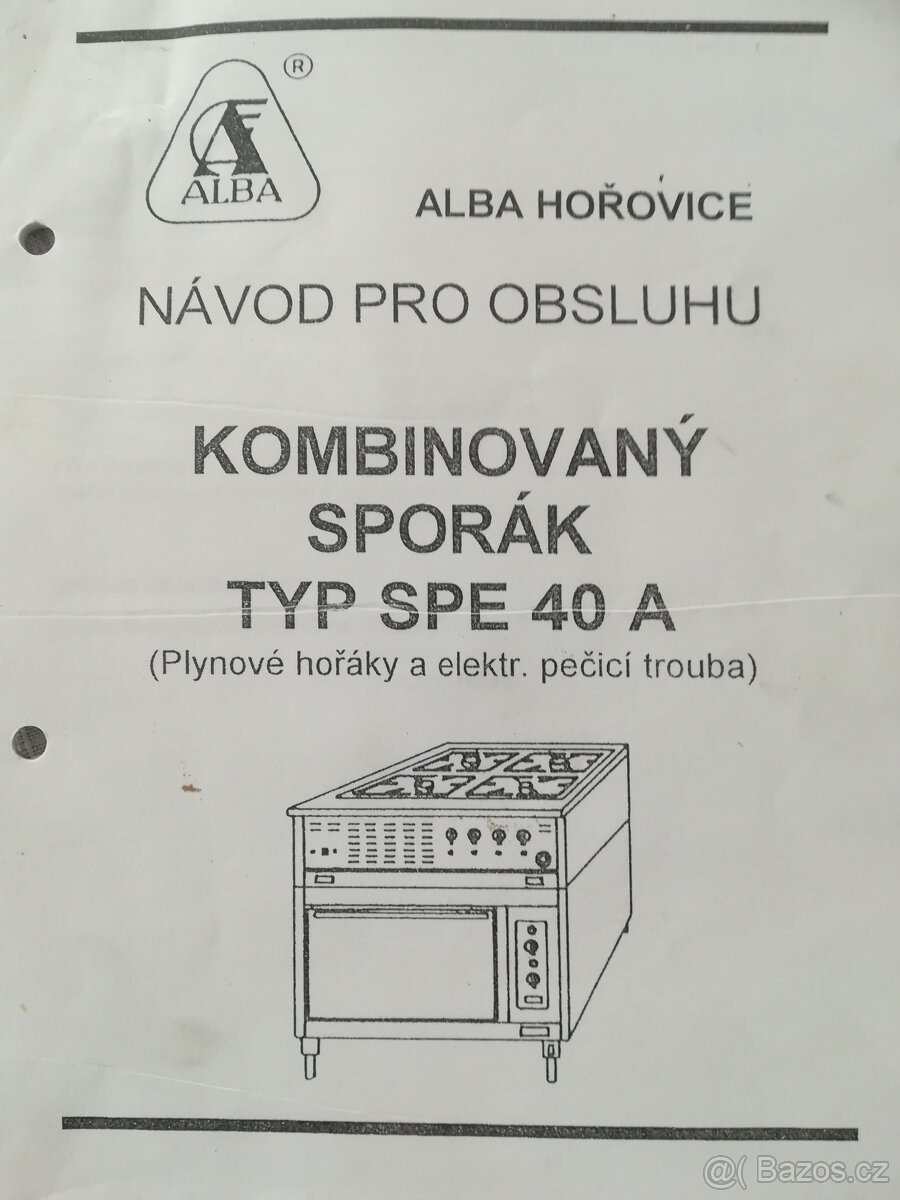 ®
ALBA
ALBA HOŘOVICE
NÁVOD PRO OBSLUHU
KOMBINOVANÝ
SPORÁK
TYP SPE 40 A
(Plynové hořáky a elektr. pečicí trouba)
@( Bazos.cz